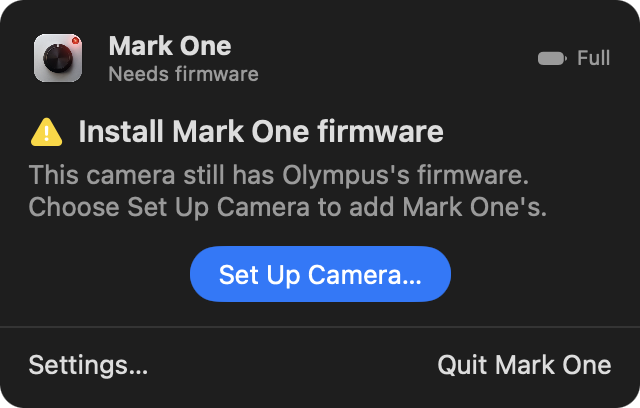 Mark One
Needs firmware
Full
Install Mark One firmware
This camera still has Olympus's firmware.
Choose Set Up Camera to add Mark One's.
Set Up Camera...
Settings...
Quit Mark One